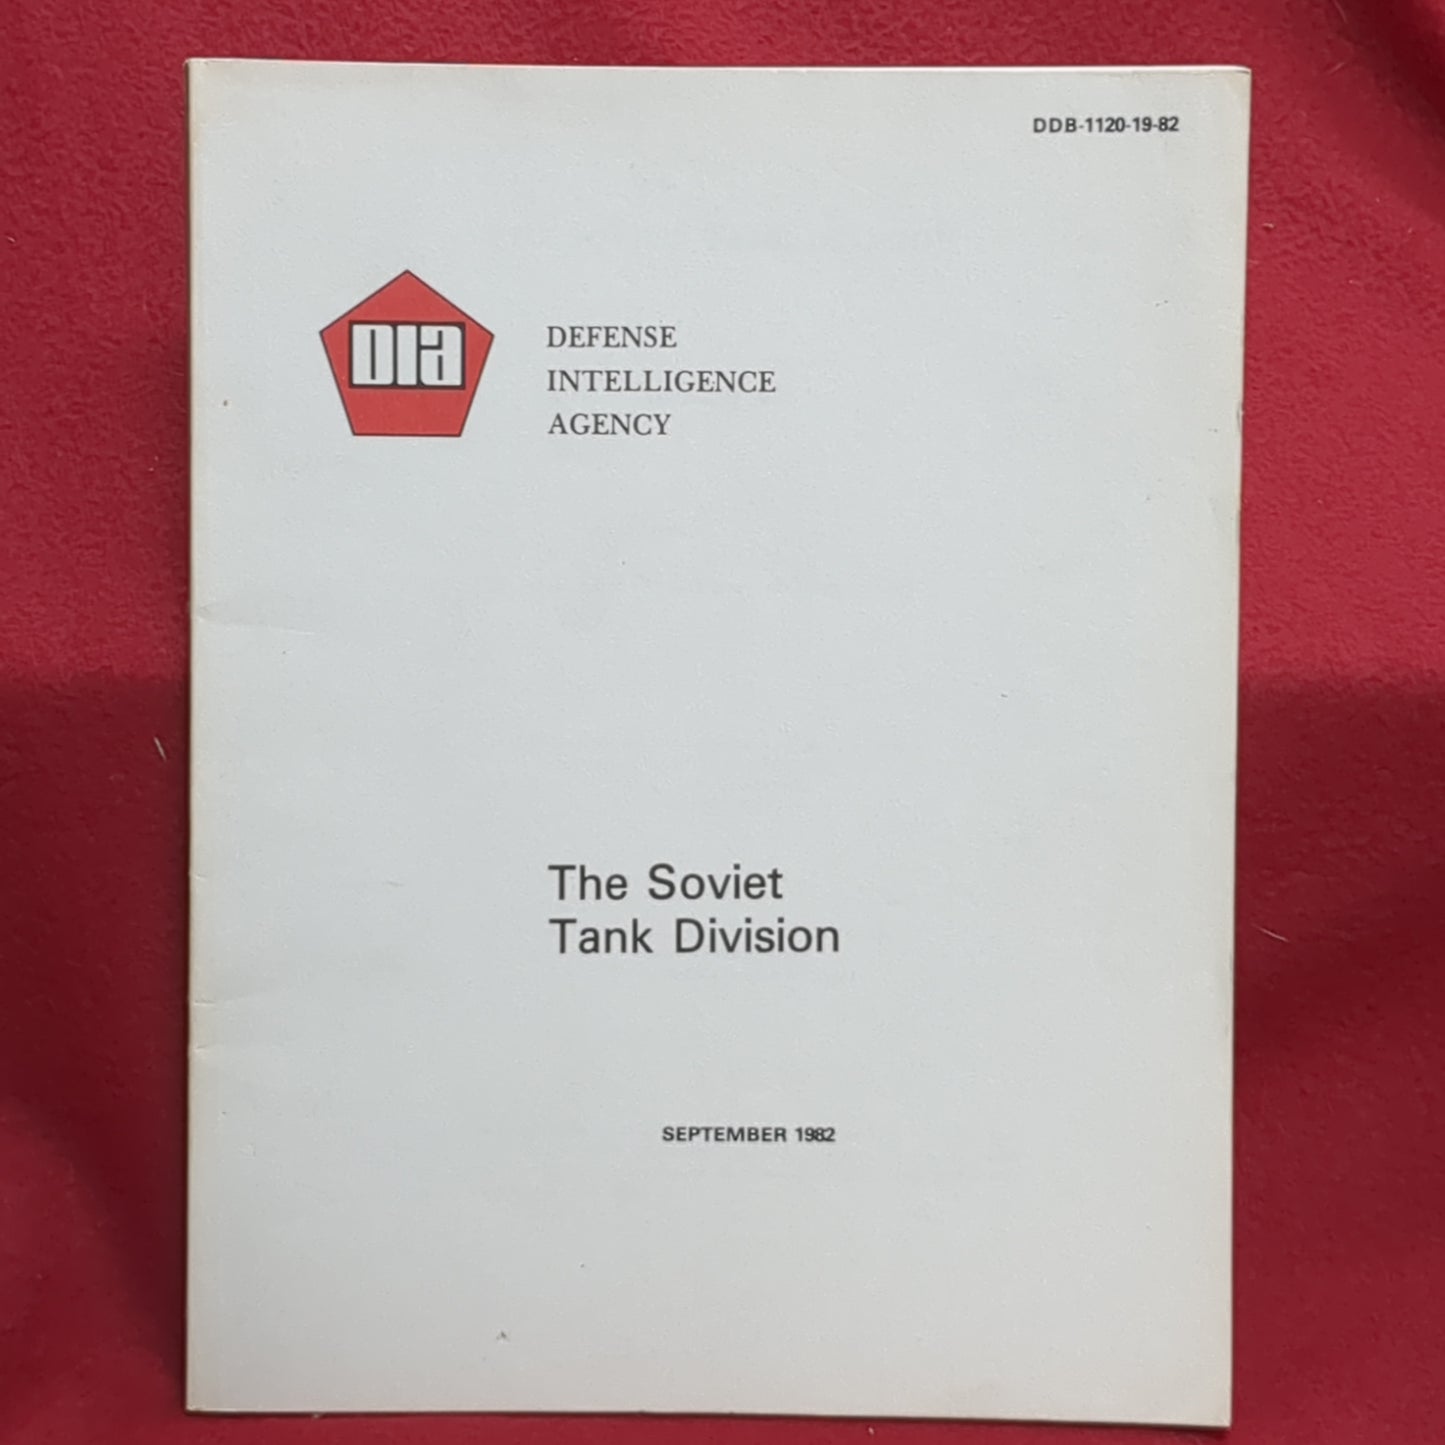 DDB-1120-19-82
DIA
DEFENSE
INTELLIGENCE
AGENCY
The Soviet
Tank Division
SEPTEMBER 1982